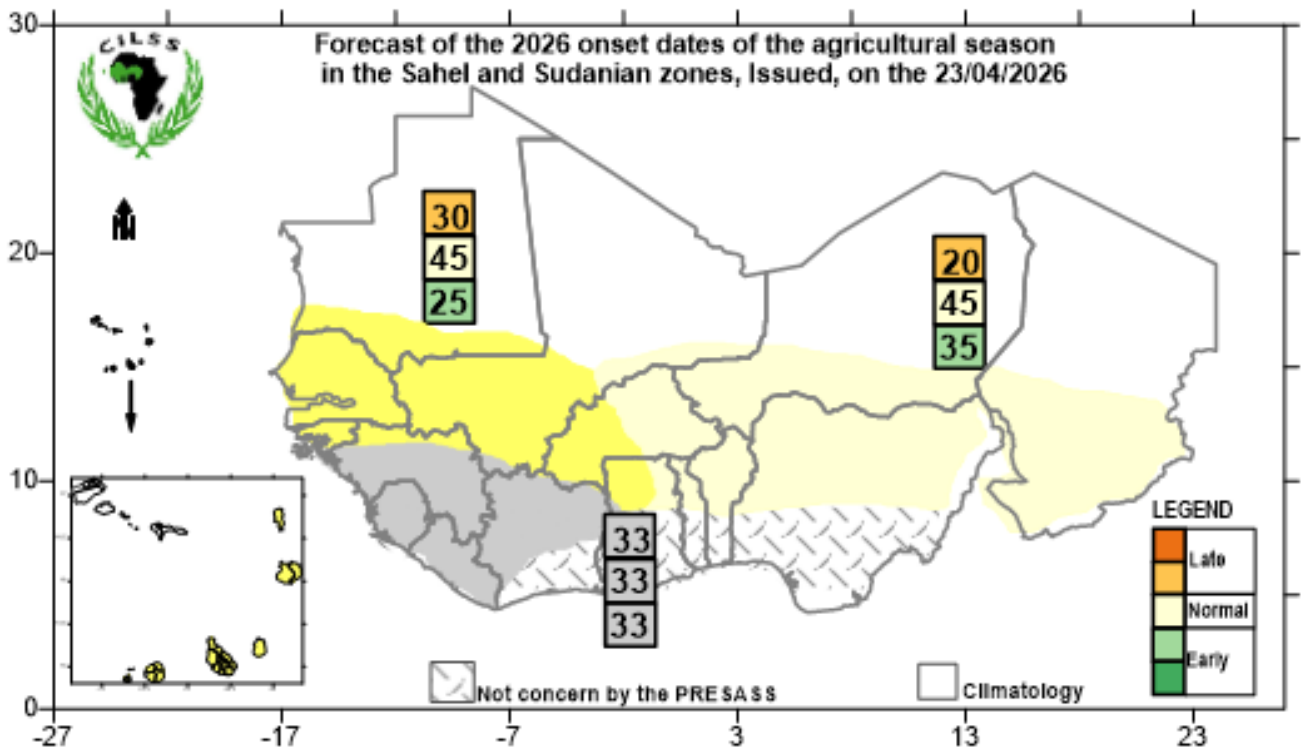 30
CILSS
Forecast of the 2026 onset dates of the agricultural season
in the Sahel and Sudanian zones, Issued, on the 23/04/2026
30
45
25
20
45
35
20
10
33
33
33
LEGEND
Late
Normal
Early
Not concern by the PRESASS
Climatology
0
-27
-17
-7
3
13
23